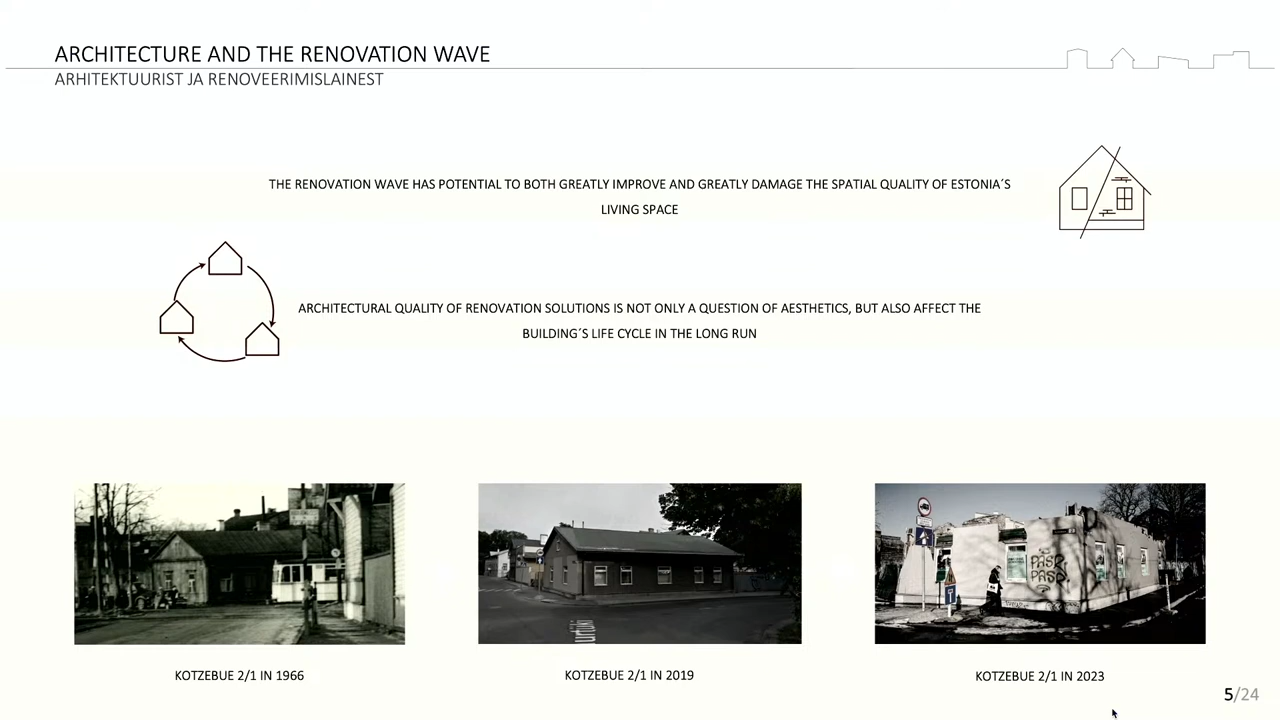 ARCHITECTURE AND THE RENOVATION WAVE
ARHITEKTUURIST JA RENOVEERIMISLAINEST
THE RENOVATION WAVE HAS POTENTIAL TO BOTH GREATLY IMPROVE AND GREATLY DAMAGE THE SPATIAL QUALITY OF ESTONIA´S
LIVING SPACE
ARCHITECTURAL QUALITY OF RENOVATION SOLUTIONS IS NOT ONLY A QUESTION OF AESTHETICS, BUT ALSO AFFECT THE
BUILDING´S LIFE CYCLE IN THE LONG RUN
PASP
PASP
KOTZEBUE 2/1 IN 1966
KOTZEBUE 2/1 IN 2019
KOTZEBUE 2/1 IN 2023
5/24